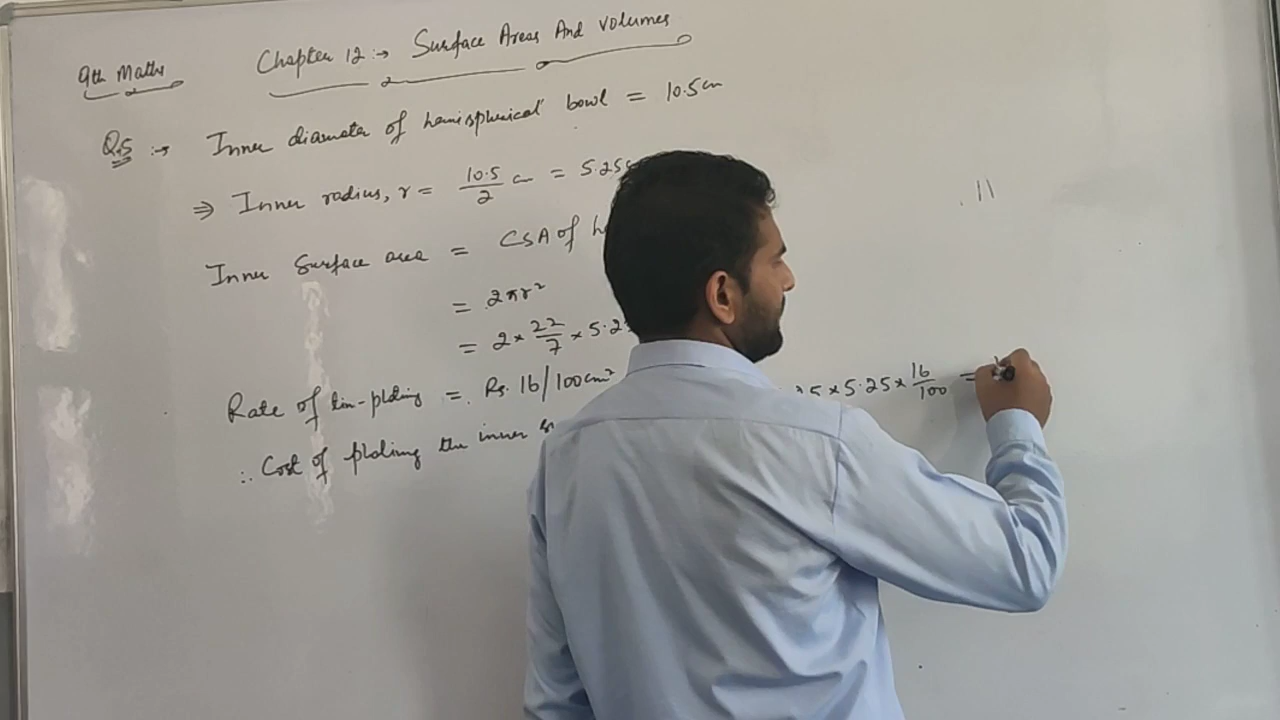 9th Maths Chapter 12:→ Surface Areas And volumes
Q.5 :→ Inner diameter of hemispherical bowl = 10.5cm
⇒ Inner radius, r = 10.5/2 cm = 5.25
Inner Surface area = CSA of
= 2πr²
= 2×22/7×5.2
Rate of tin-plating = Rs. 16/100cm²
∴ Cost of plating the inner
5×5.25×16/100 =
.11